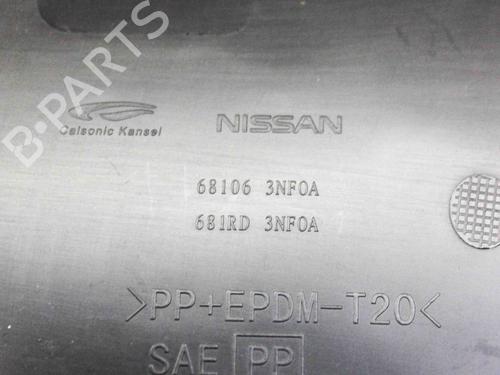 B-PARTS
Calsonic Kansei
NISSAN
68106 3NF0A
681RD 3NF0A
>PP+EPDM-T20<
SAE PP